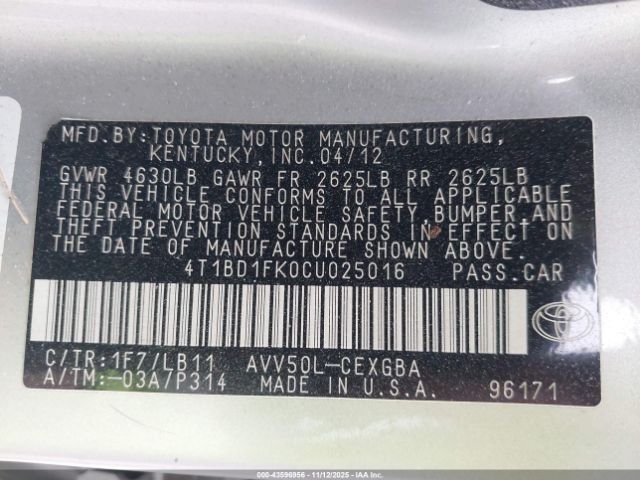 MFD.BY:TOYOTA MOTOR MANUFACTURING,
KENTUCKY,INC.04/12
GVWR 4630LB GAWR FR 2625LB RR 2625LB
THIS VEHICLE CONFORMS TO ALL APPLICABLE
FEDERAL MOTOR VEHICLE SAFETY,BUMPER,AND
THEFT PREVENTION STANDARDS IN EFFECT ON
THE DATE OF MANUFACTURE SHOWN ABOVE.
4T1BD1FK0CU025016 PASS.CAR
C/TR:1F7/LB11 AVV50L-CEXGBA
A/TM:-03A/P314 MADE IN U.S.A. 96171
000-43596956 - 11/12/2025 - IAAI.com